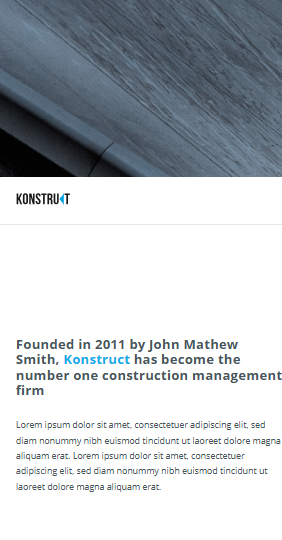 KONSTRUKT
Founded in 2011 by John Mathew
Smith, Konstruct has become the
number one construction management
firm
Lorem ipsum dolor sit amet, consectetuer adipiscing elit, sed
diam nonummy nibh euismod tincidunt ut laoreet dolore magna
aliquam erat. Lorem ipsum dolor sit amet, consectetuer
adipiscing elit, sed diam nonummy nibh euismod tincidunt ut
laoreet dolore magna aliquam erat.